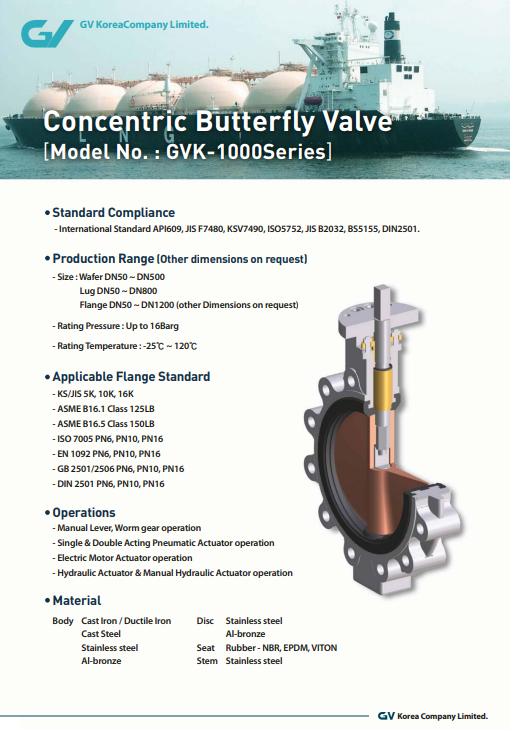 GV KoreaCompany Limited.
Concentric Butterfly Valve
[Model No. : GVK-1000Series]
L N G
• Standard Compliance
- International Standard API609, JIS F7480, KSV7490, ISO5752, JIS B2032, BS5155, DIN2501.
• Production Range (Other dimensions on request)
- Size : Wafer DN50 ~ DN500
Lug DN50 ~ DN800
Flange DN50 ~ DN1200 (other Dimensions on request)
- Rating Pressure : Up to 16Barg
- Rating Temperature : -25℃ ~ 120℃
• Applicable Flange Standard
- KS/JIS 5K, 10K, 16K
- ASME B16.1 Class 125LB
- ASME B16.5 Class 150LB
- ISO 7005 PN6, PN10, PN16
- EN 1092 PN6, PN10, PN16
- GB 2501/2506 PN6, PN10, PN16
- DIN 2501 PN6, PN10, PN16
• Operations
- Manual Lever, Worm gear operation
- Single & Double Acting Pneumatic Actuator operation
- Electric Motor Actuator operation
- Hydraulic Actuator & Manual Hydraulic Actuator operation
• Material
Body Cast Iron / Ductile Iron Disc Stainless steel
Cast Steel Al-bronze
Stainless steel Seat Rubber - NBR, EPDM, VITON
Al-bronze Stem Stainless steel
GV Korea Company Limited.